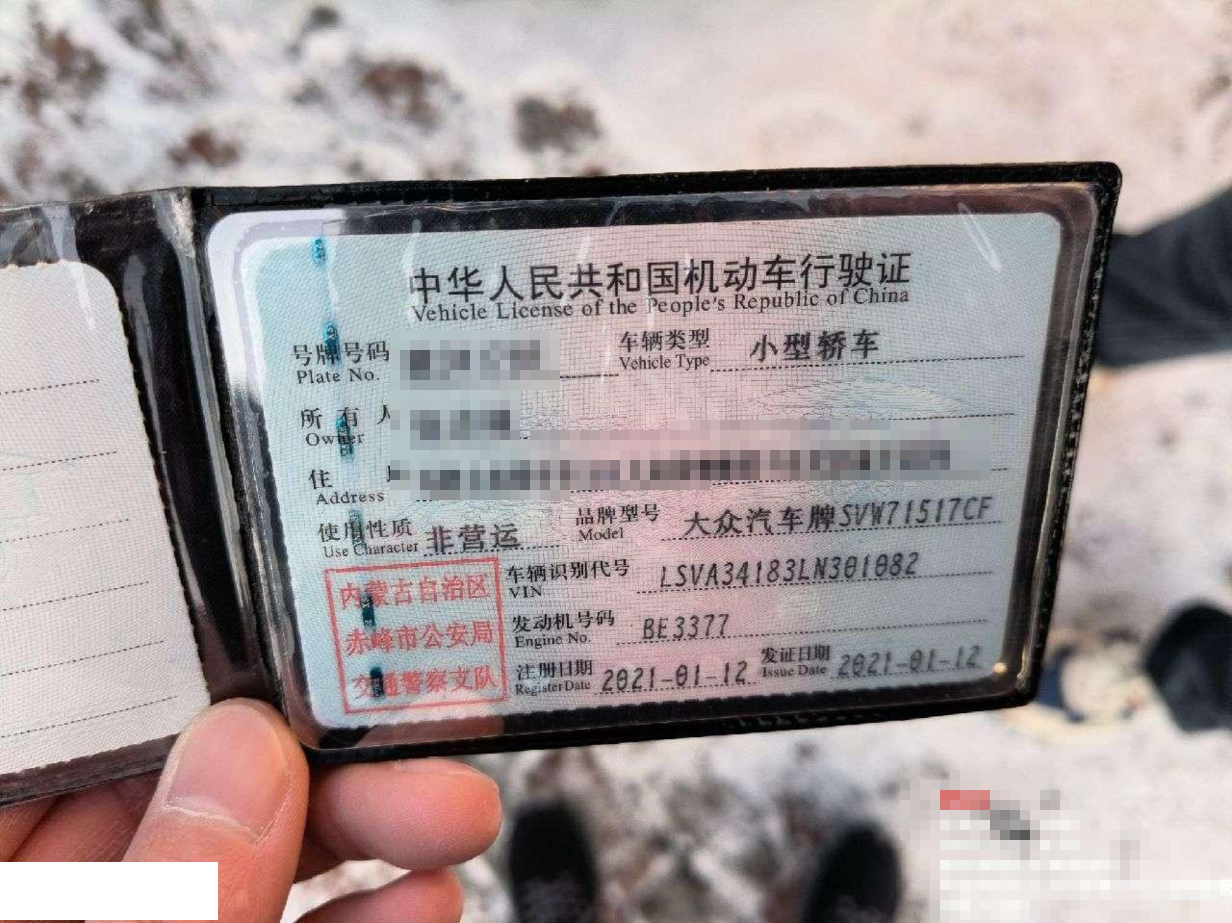 中华人民共和国机动车行驶证
Vehicle License of the People's Republic of China
号牌号码
Plate No.
车辆类型 小型轿车
Vehicle Type
所有人
Owner
住
Address
使用性质 非营运
Use Character
品牌型号 大众汽车牌SVW71517CF
Model
内蒙古自治区
赤峰市公安局
交通警察支队
车辆识别代号 LSVA34183LN301082
VIN
发动机号码 BE3377
Engine No.
注册日期 2021-01-12
Register Date
发证日期 2021-01-12
Issue Date